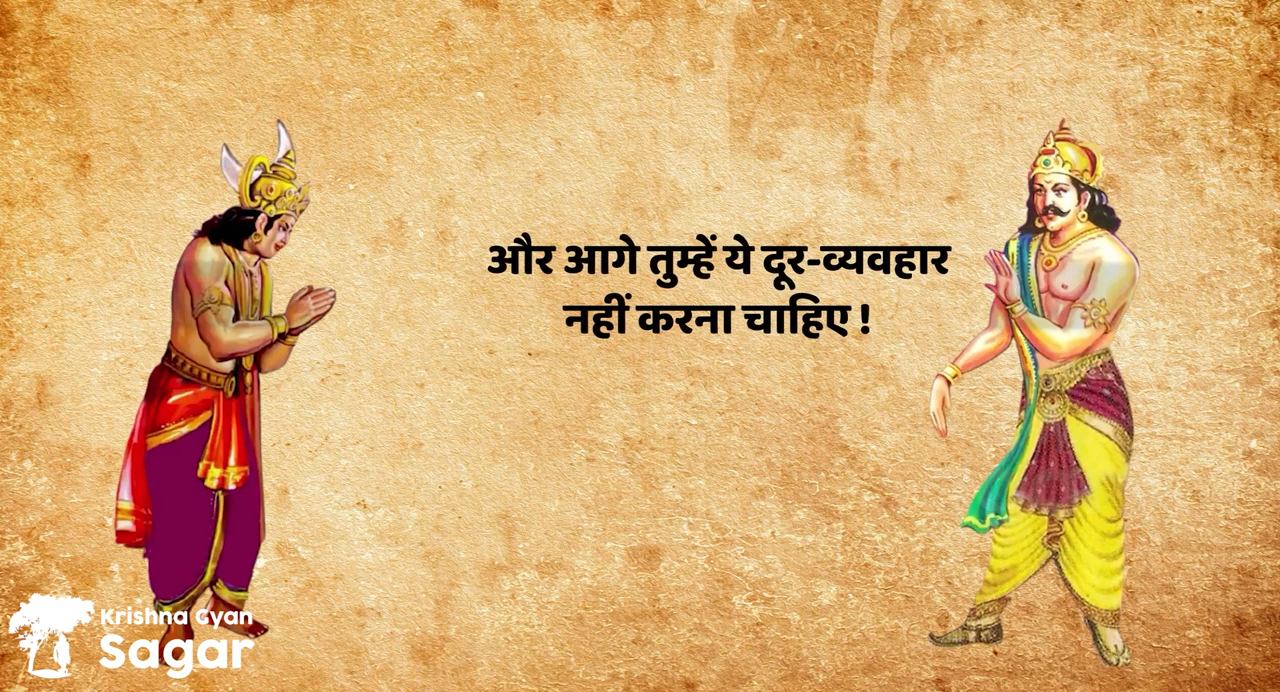 और आगे तुम्हें ये दूर-व्यवहार
नहीं करना चाहिए !
Krishna Gyan
Sagar